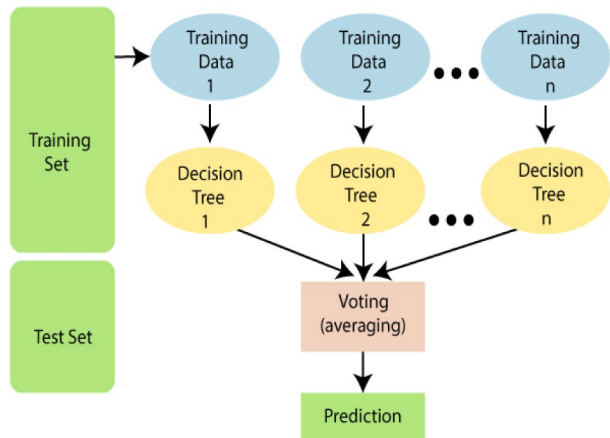 Training
Set
Test Set
Training
Data
1
Training
Data
2
Training
Data
n
Decision
Tree
1
Decision
Tree
2
Decision
Tree
n
Voting
(averaging)
Prediction